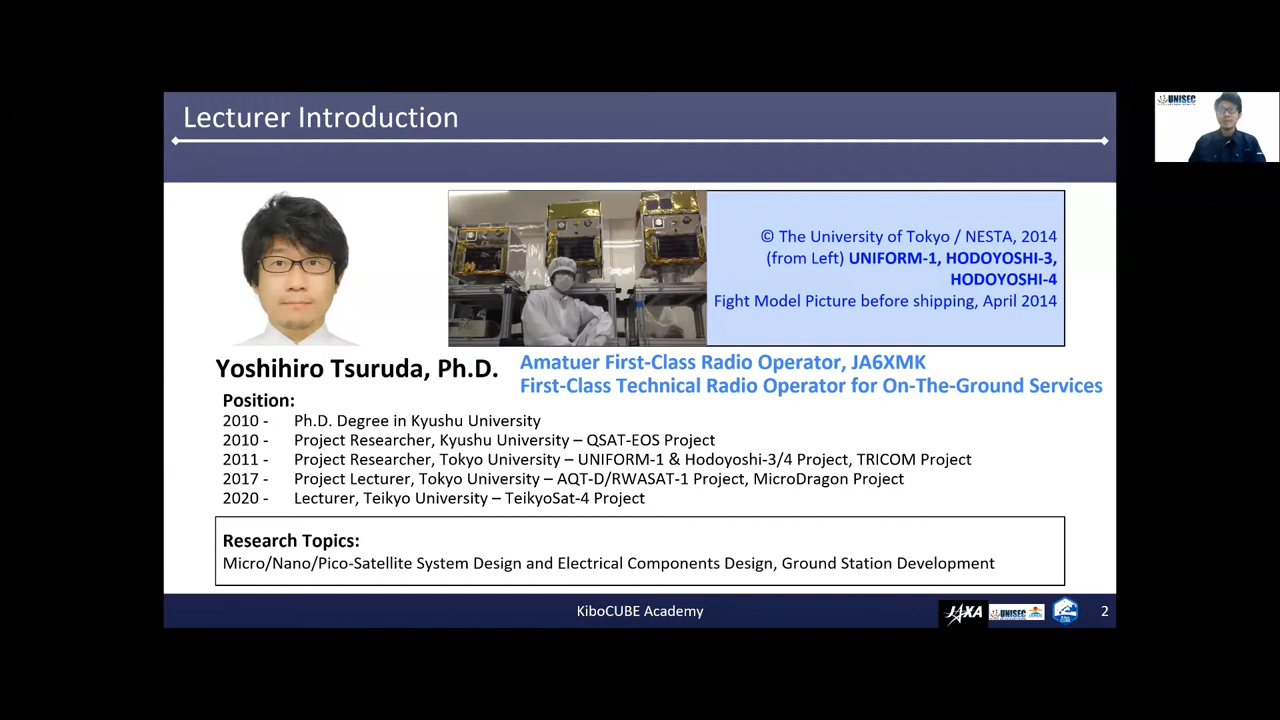 Lecturer Introduction
UNISEC
© The University of Tokyo / NESTA, 2014
(from Left) UNIFORM-1, HODOYOSHI-3,
HODOYOSHI-4
Fight Model Picture before shipping, April 2014
Yoshihiro Tsuruda, Ph.D.
Amatuer First-Class Radio Operator, JA6XMK
First-Class Technical Radio Operator for On-The-Ground Services
Position:
2010 - Ph.D. Degree in Kyushu University
2010 - Project Researcher, Kyushu University – QSAT-EOS Project
2011 - Project Researcher, Tokyo University – UNIFORM-1 & Hodoyoshi-3/4 Project, TRICOM Project
2017 - Project Lecturer, Tokyo University – AQT-D/RWASAT-1 Project, MicroDragon Project
2020 - Lecturer, Teikyo University – TeikyoSat-4 Project
Research Topics:
Micro/Nano/Pico-Satellite System Design and Electrical Components Design, Ground Station Development
KiboCUBE Academy
JAXA
UNISEC
2